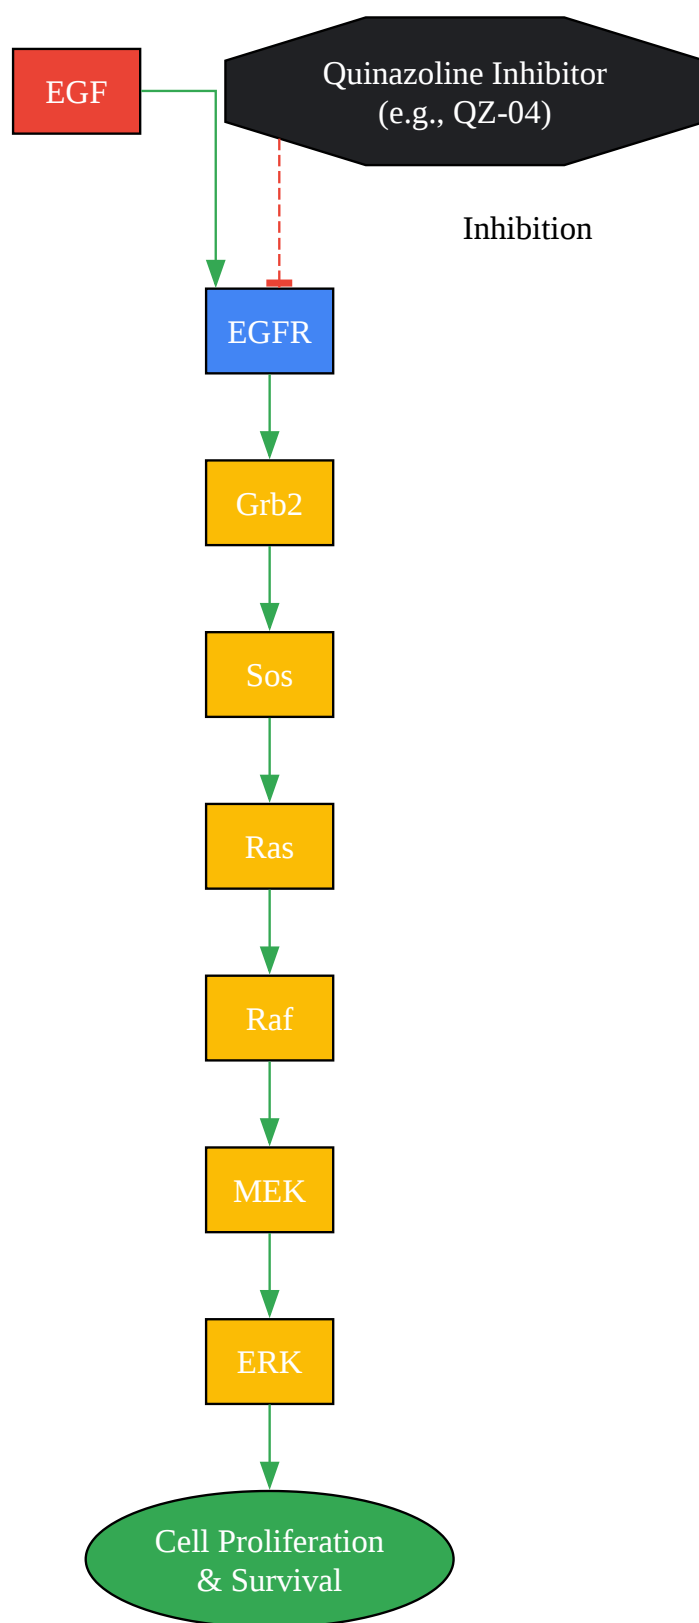 EGF
Quinazoline Inhibitor
(e.g., QZ-04)
Inhibition
EGFR
Grb2
Sos
Ras
Raf
MEK
ERK
Cell Proliferation
& Survival